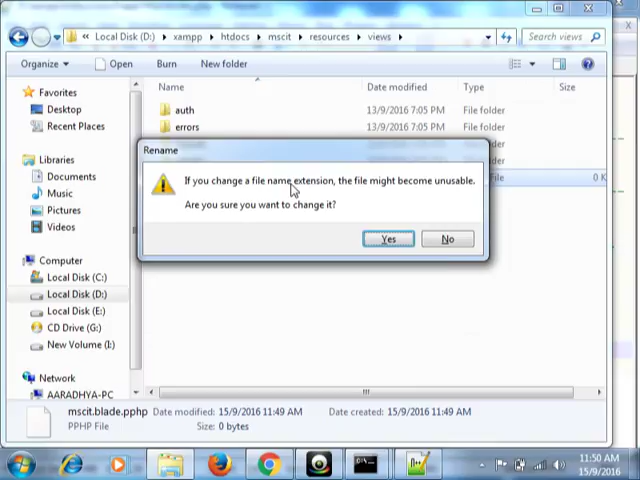 « Local Disk (D:) ▸ xampp ▸ htdocs ▸ mscit ▸ resources ▸ views ▸
Search views
Organize
Open
Burn
New folder
Name
Date modified
Type
Size
Favorites
Desktop
Recent Places
Libraries
Documents
Music
Pictures
Videos
Computer
Local Disk (C:)
Local Disk (D:)
Local Disk (E:)
CD Drive (G:)
New Volume (I:)
Network
AARADHYA-PC
auth
13/9/2016 7:05 PM
File folder
errors
13/9/2016 7:05 PM
File folder
File
0 K
Rename
If you change a file name extension, the file might become unusable.
Are you sure you want to change it?
Yes
No
mscit.blade.pphp
Date modified: 15/9/2016 11:49 AM
Date created: 15/9/2016 11:49 AM
PPHP File
Size: 0 bytes
11:50 AM
15/9/2016